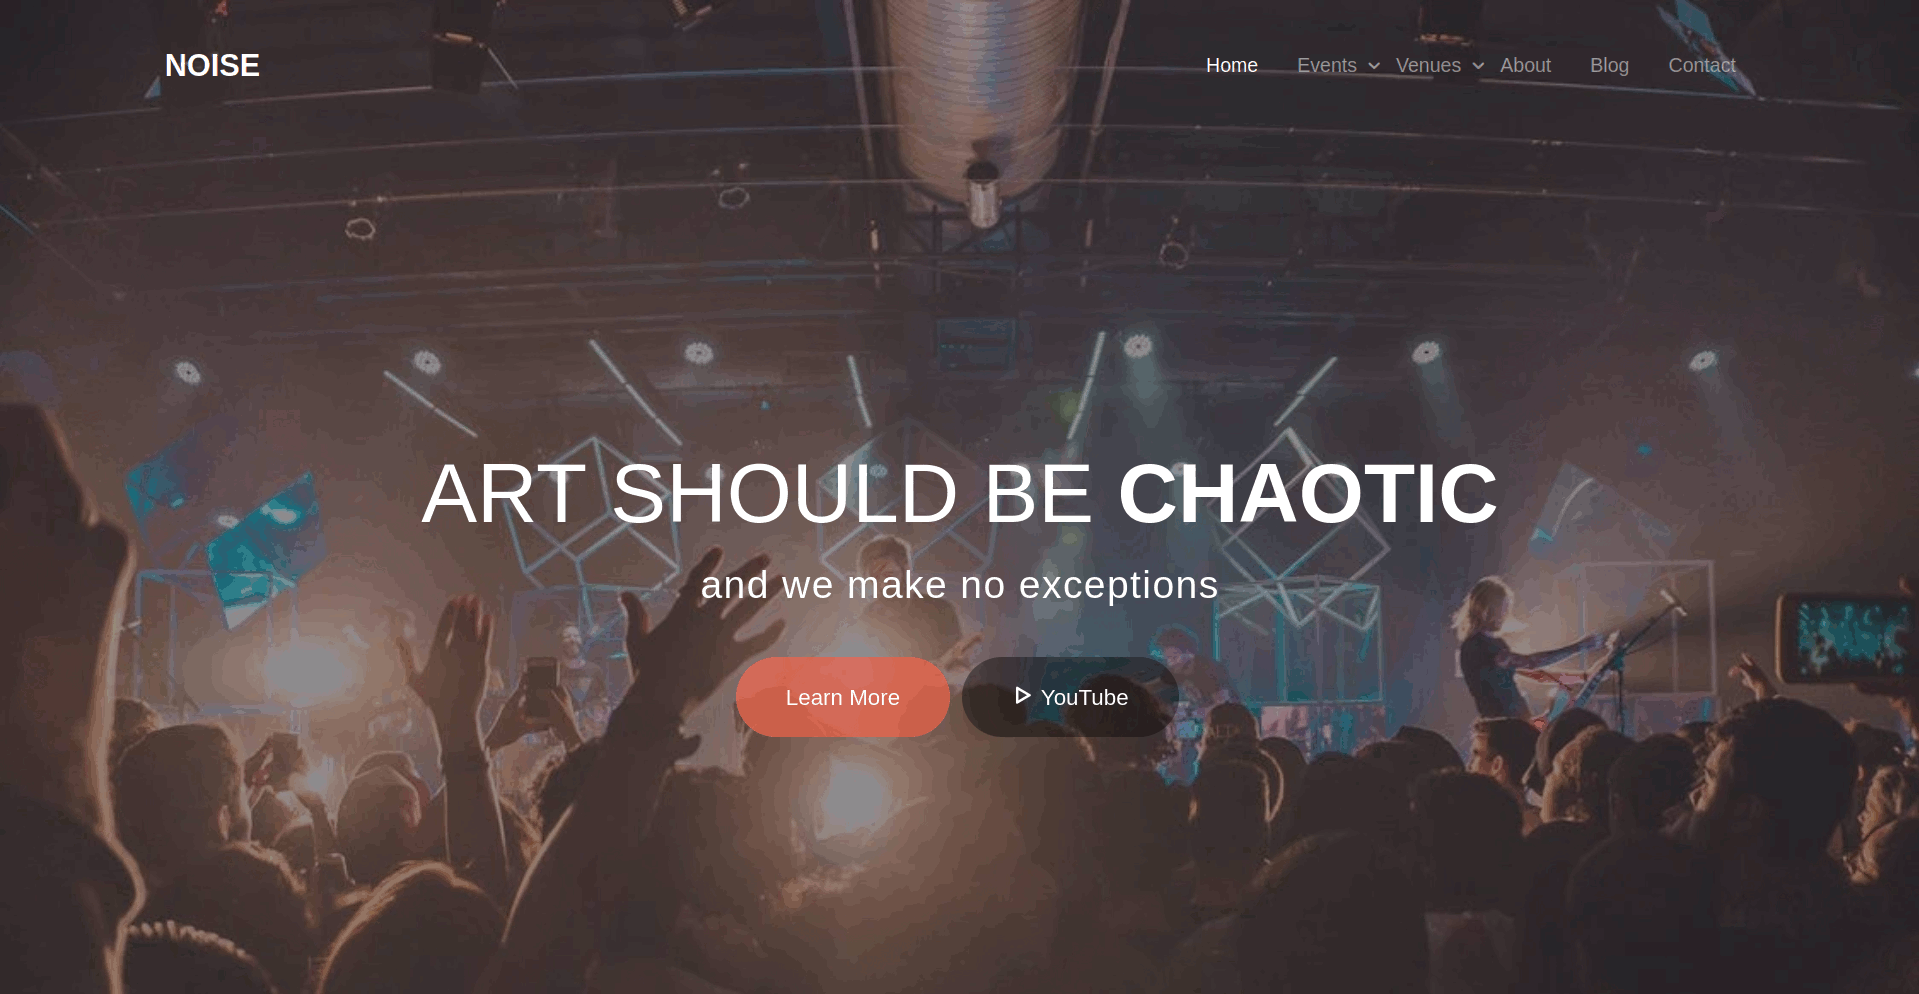 NOISE
Home Events Venues About Blog Contact
ART SHOULD BE CHAOTIC
and we make no exceptions
Learn More YouTube